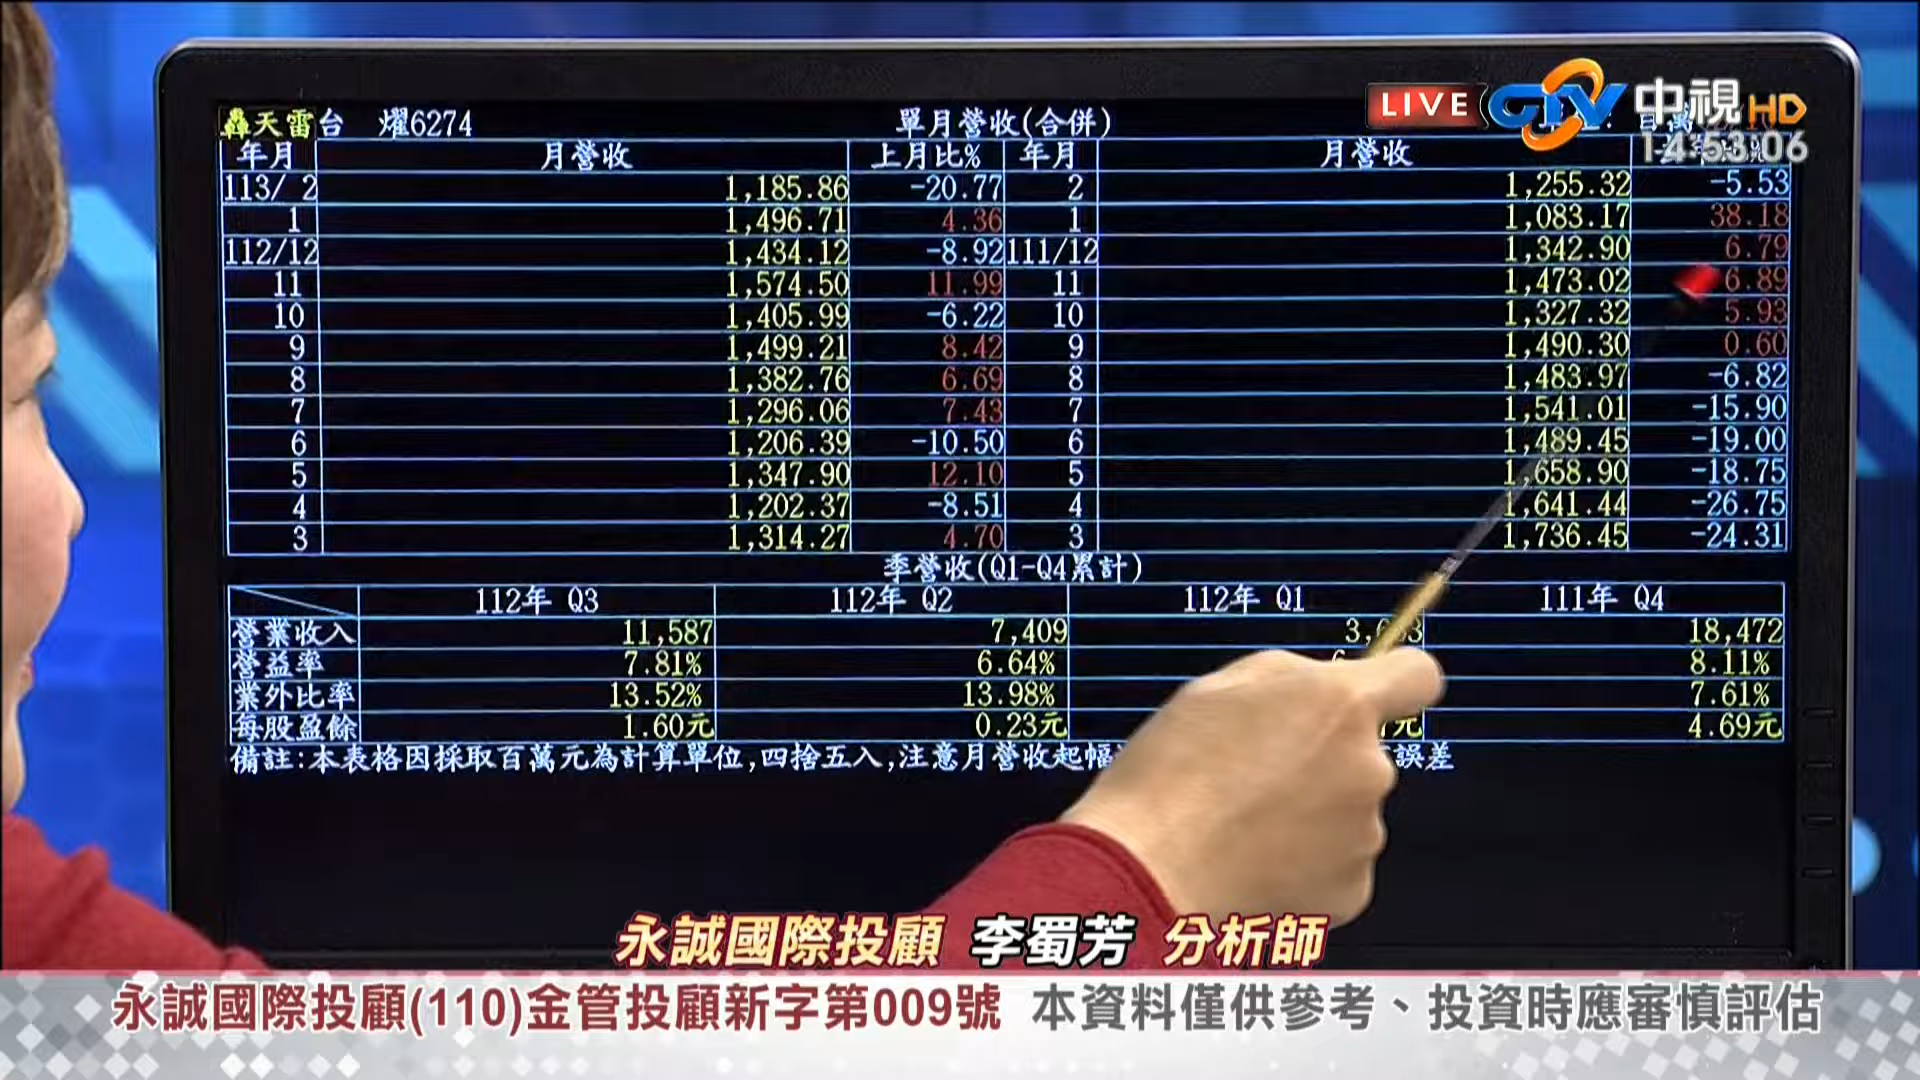 轟天雷台 燿6274 單月營收(合併)
LIVE CTV 中視HD
14:53:06
年月 月營收 上月比% 年月 月營收
113/ 2 1,185.86 -20.77 2 1,255.32 -5.53
1 1,496.71 4.36 1 1,083.17 38.18
112/12 1,434.12 -8.92 111/12 1,342.90 6.79
11 1,574.50 11.99 11 1,473.02 6.89
10 1,405.99 -6.22 10 1,327.32 5.93
9 1,499.21 8.42 9 1,490.30 0.60
8 1,382.76 6.69 8 1,483.97 -6.82
7 1,296.06 7.43 7 1,541.01 -15.90
6 1,206.39 -10.50 6 1,489.45 -19.00
5 1,347.90 12.10 5 1,658.90 -18.75
4 1,202.37 -8.51 4 1,641.44 -26.75
3 1,314.27 4.70 3 1,736.45 -24.31
季營收(Q1-Q4累計)
112年 Q3 112年 Q2 112年 Q1 111年 Q4
營業收入 11,587 7,409 18,472
營益率 7.81% 6.64% 8.11%
業外比率 13.52% 13.98% 7.61%
每股盈餘 1.60元 0.23元 元 4.69元
備註:本表格因採取百萬元為計算單位,四捨五入,注意月營收起幅 誤差
永誠國際投顧 李蜀芳 分析師
永誠國際投顧(110)金管投顧新字第009號 本資料僅供參考、投資時應審慎評估